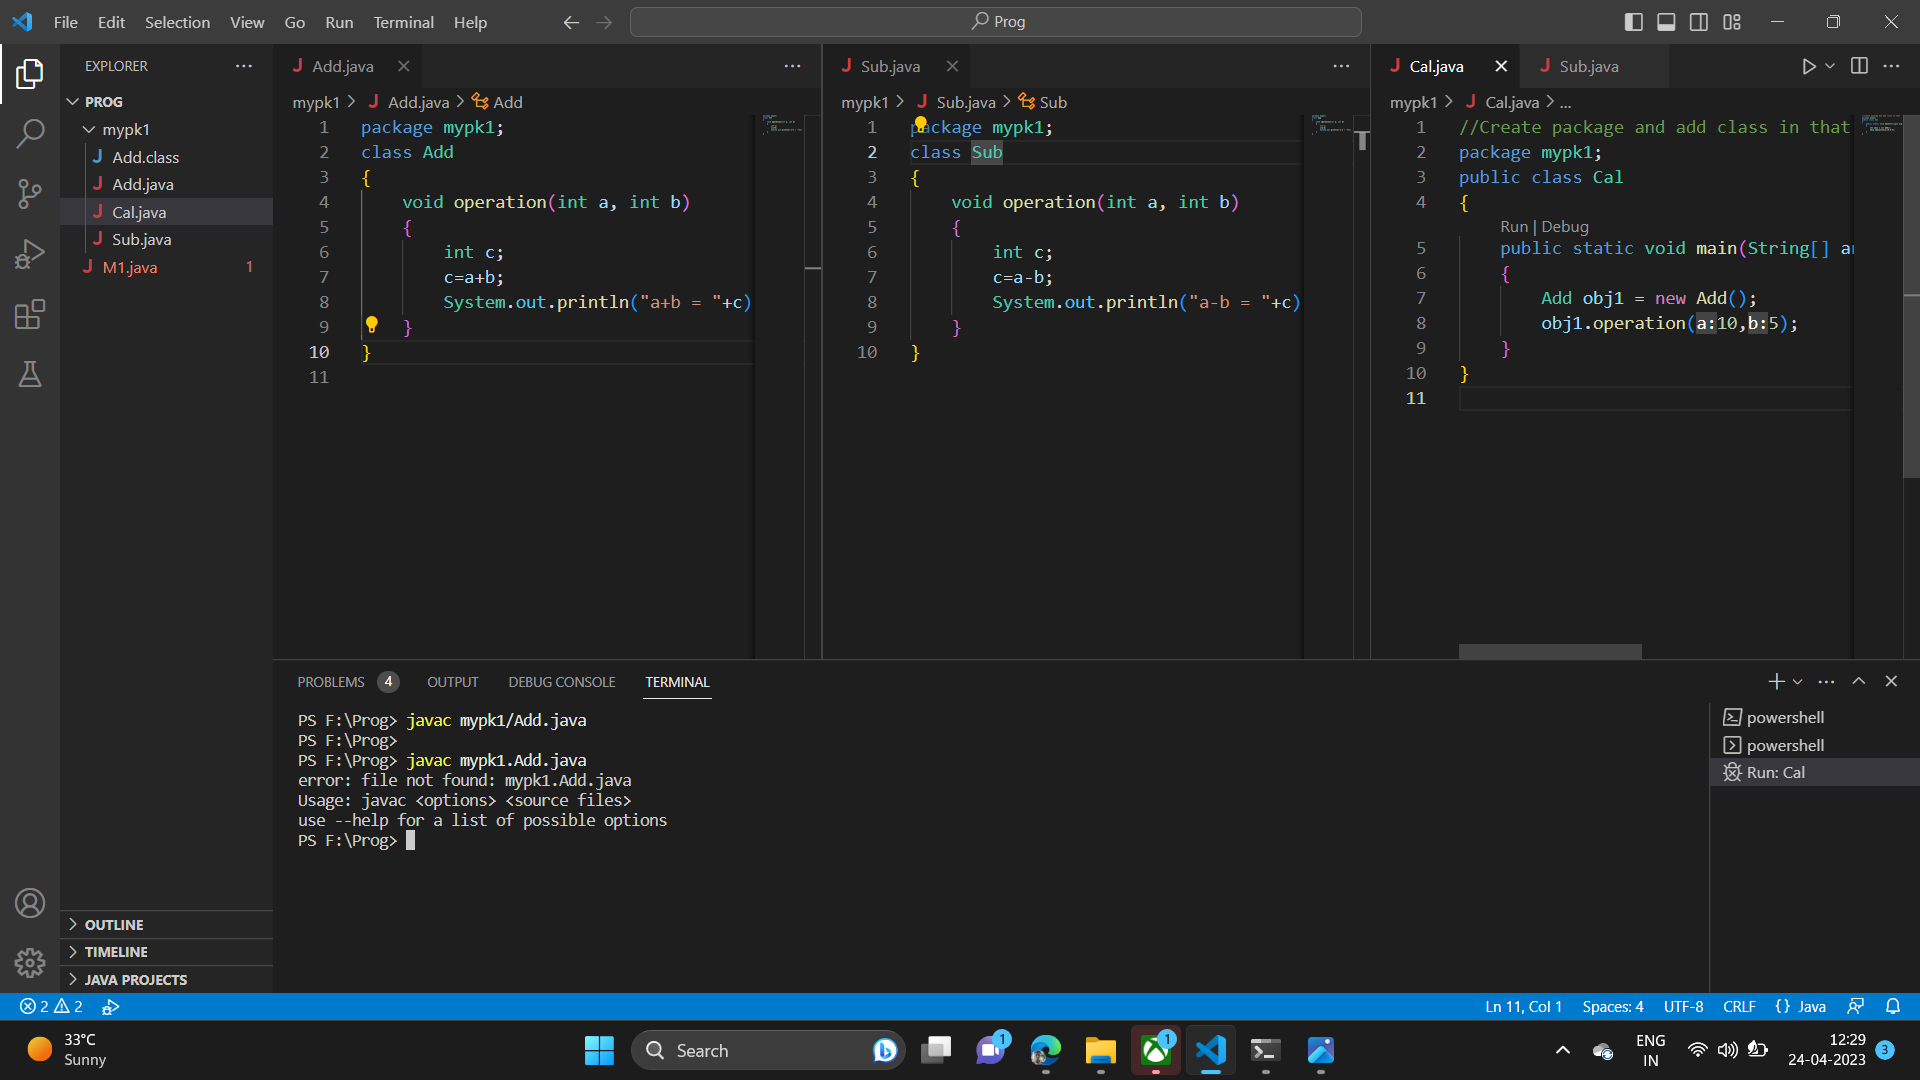 File Edit Selection View Go Run Terminal Help
Prog
EXPLORER
PROG
mypk1
Add.class
Add.java
Cal.java
Sub.java
M1.java 1
OUTLINE
TIMELINE
JAVA PROJECTS
Add.java
mypk1 > Add.java > Add
1 package mypk1;
2 class Add
3 {
4 void operation(int a, int b)
5 {
6 int c;
7 c=a+b;
8 System.out.println("a+b = "+c)
9 }
10 }
11
Sub.java
mypk1 > Sub.java > Sub
1 package mypk1;
2 class Sub
3 {
4 void operation(int a, int b)
5 {
6 int c;
7 c=a-b;
8 System.out.println("a-b = "+c)
9 }
10 }
Cal.java Sub.java
mypk1 > Cal.java > ...
1 //Create package and add class in that
2 package mypk1;
3 public class Cal
4 {
Run | Debug
5 public static void main(String[] ar
6 {
7 Add obj1 = new Add();
8 obj1.operation(a:10,b:5);
9 }
10 }
11
PROBLEMS 4 OUTPUT DEBUG CONSOLE TERMINAL
PS F:\Prog> javac mypk1/Add.java
PS F:\Prog>
PS F:\Prog> javac mypk1.Add.java
error: file not found: mypk1.Add.java
Usage: javac <options> <source files>
use --help for a list of possible options
PS F:\Prog>
powershell
powershell
Run: Cal
2 2
Ln 11, Col 1 Spaces: 4 UTF-8 CRLF {} Java
33°C
Sunny
Search
1
1
ENG
IN
12:29
24-04-2023
3